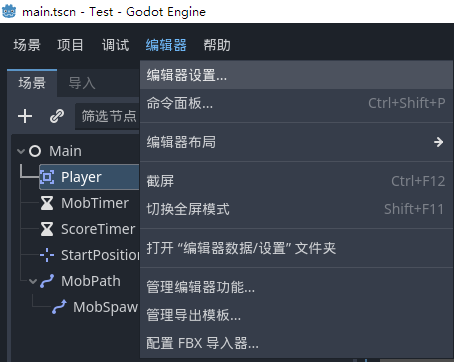 main.tscn - Test - Godot Engine
场景 项目 调试 编辑器 帮助
场景 导入
编辑器设置...
命令面板... Ctrl+Shift+P
筛选节点
编辑器布局
Main
Player
截屏 Ctrl+F12
MobTimer
切换全屏模式 Shift+F11
ScoreTimer
StartPosition
打开 “编辑器数据/设置” 文件夹
MobPath
管理编辑器功能...
MobSpaw
管理导出模板...
配置 FBX 导入器...